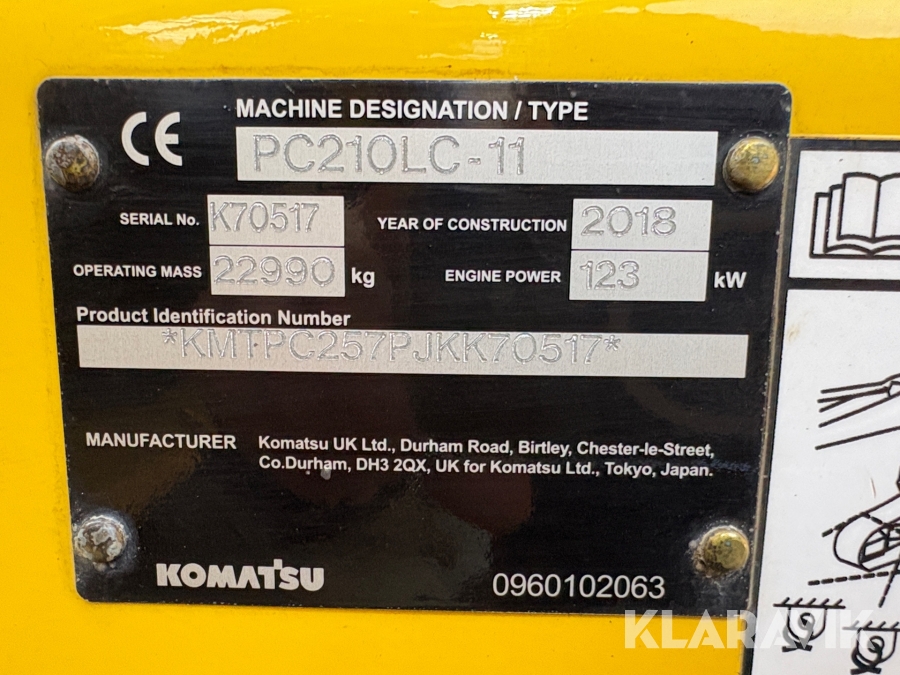 CE
MACHINE DESIGNATION / TYPE
PC210LC-11
SERIAL No. K70517 YEAR OF CONSTRUCTION 2018
OPERATING MASS 22990 kg ENGINE POWER 123 kW
Product Identification Number
*KMTPC257PJKK70517*
MANUFACTURER Komatsu UK Ltd., Durham Road, Birtley, Chester-le-Street,
Co.Durham, DH3 2QX, UK for Komatsu Ltd., Tokyo, Japan.
KOMATSU 0960102063
KLARAVIK